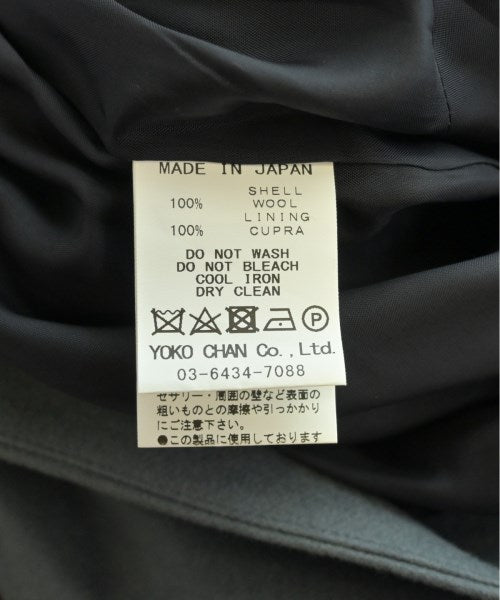 MADE IN JAPAN
SHELL
100% WOOL
LINING
100% CUPRA
DO NOT WASH
DO NOT BLEACH
COOL IRON
DRY CLEAN
P
YOKO CHAN Co.,Ltd.
03-6434-7088
セサリー・周囲の壁など表面の
粗いものとの摩擦や引っかかり
にご注意下さい。
●この製品に使用しております